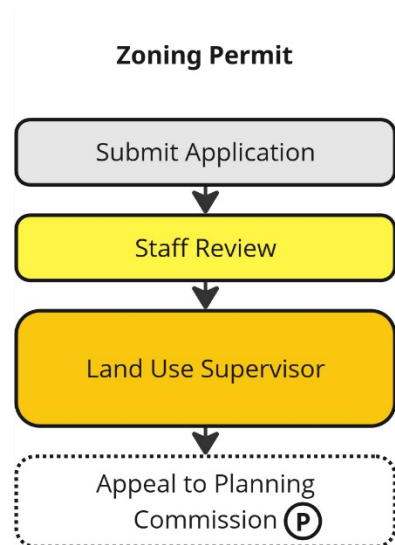 Zoning Permit
Submit Application
Staff Review
Land Use Supervisor
Appeal to Planning
Commission P